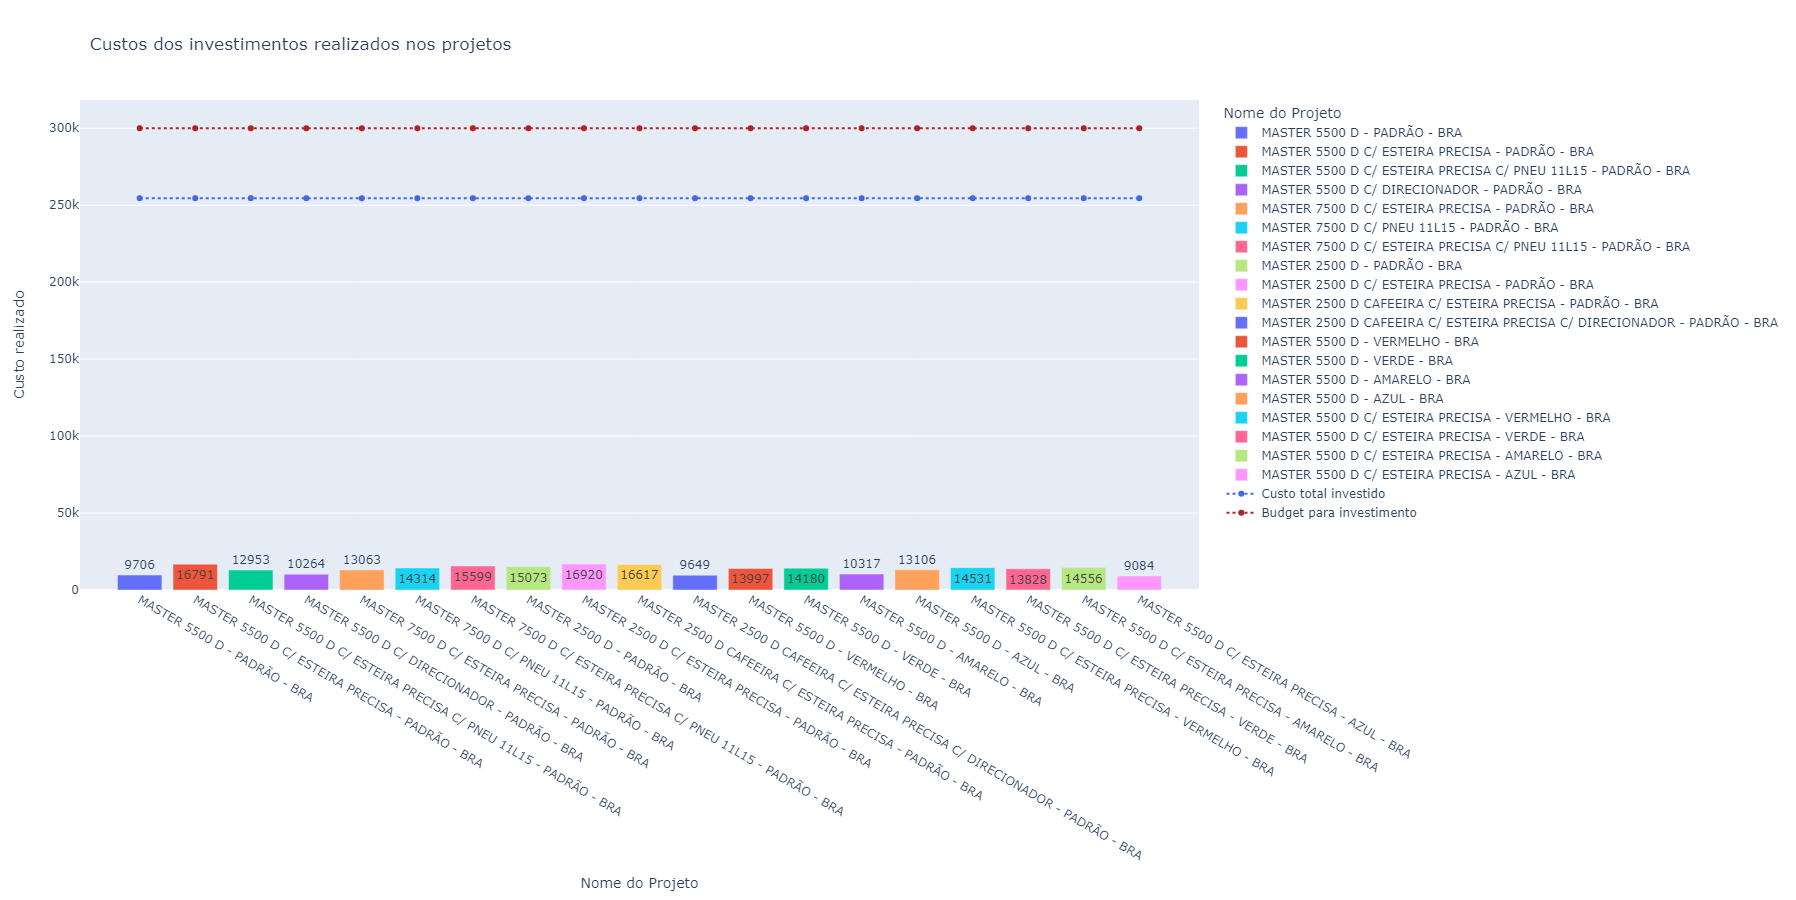 Custos dos investimentos realizados nos projetos
Custo realizado
300k
250k
200k
150k
100k
50k
0
9706
16791
12953
10264
13063
14314
15599
15073
16920
16617
9649
13997
14180
10317
13106
14531
13828
14556
9084
MASTER 5500 D - PADRÃO - BRA
MASTER 5500 D C/ ESTEIRA PRECISA - PADRÃO - BRA
MASTER 5500 D C/ ESTEIRA PRECISA C/ PNEU 11L15 - PADRÃO - BRA
MASTER 5500 D C/ DIRECIONADOR - PADRÃO - BRA
MASTER 7500 D C/ ESTEIRA PRECISA - PADRÃO - BRA
MASTER 7500 D C/ PNEU 11L15 - PADRÃO - BRA
MASTER 7500 D C/ ESTEIRA PRECISA C/ PNEU 11L15 - PADRÃO - BRA
MASTER 2500 D - PADRÃO - BRA
MASTER 2500 D C/ ESTEIRA PRECISA - PADRÃO - BRA
MASTER 2500 D CAFEEIRA C/ ESTEIRA PRECISA - PADRÃO - BRA
MASTER 2500 D CAFEEIRA C/ ESTEIRA PRECISA C/ DIRECIONADOR - PADRÃO - BRA
MASTER 5500 D - VERMELHO - BRA
MASTER 5500 D - VERDE - BRA
MASTER 5500 D - AMARELO - BRA
MASTER 5500 D - AZUL - BRA
MASTER 5500 D C/ ESTEIRA PRECISA - VERMELHO - BRA
MASTER 5500 D C/ ESTEIRA PRECISA - VERDE - BRA
MASTER 5500 D C/ ESTEIRA PRECISA - AMARELO - BRA
MASTER 5500 D C/ ESTEIRA PRECISA - AZUL - BRA
Nome do Projeto
Nome do Projeto
MASTER 5500 D - PADRÃO - BRA
MASTER 5500 D C/ ESTEIRA PRECISA - PADRÃO - BRA
MASTER 5500 D C/ ESTEIRA PRECISA C/ PNEU 11L15 - PADRÃO - BRA
MASTER 5500 D C/ DIRECIONADOR - PADRÃO - BRA
MASTER 7500 D C/ ESTEIRA PRECISA - PADRÃO - BRA
MASTER 7500 D C/ PNEU 11L15 - PADRÃO - BRA
MASTER 7500 D C/ ESTEIRA PRECISA C/ PNEU 11L15 - PADRÃO - BRA
MASTER 2500 D - PADRÃO - BRA
MASTER 2500 D C/ ESTEIRA PRECISA - PADRÃO - BRA
MASTER 2500 D CAFEEIRA C/ ESTEIRA PRECISA - PADRÃO - BRA
MASTER 2500 D CAFEEIRA C/ ESTEIRA PRECISA C/ DIRECIONADOR - PADRÃO - BRA
MASTER 5500 D - VERMELHO - BRA
MASTER 5500 D - VERDE - BRA
MASTER 5500 D - AMARELO - BRA
MASTER 5500 D - AZUL - BRA
MASTER 5500 D C/ ESTEIRA PRECISA - VERMELHO - BRA
MASTER 5500 D C/ ESTEIRA PRECISA - VERDE - BRA
MASTER 5500 D C/ ESTEIRA PRECISA - AMARELO - BRA
MASTER 5500 D C/ ESTEIRA PRECISA - AZUL - BRA
Custo total investido
Budget para investimento